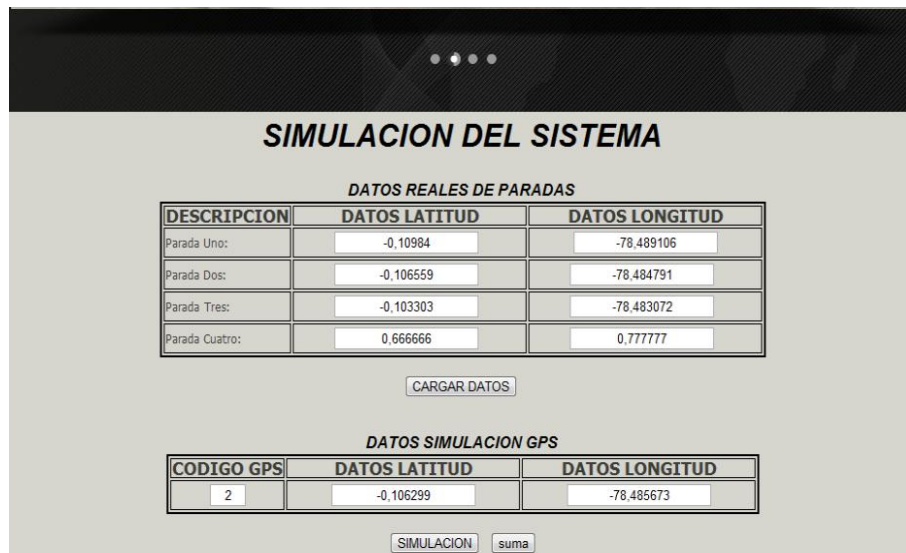 SIMULACION DEL SISTEMA
DATOS REALES DE PARADAS
DESCRIPCION DATOS LATITUD DATOS LONGITUD
Parada Uno: -0,10984 -78,489106
Parada Dos: -0,106559 -78,484791
Parada Tres: -0,103303 -78,483072
Parada Cuatro: 0,666666 0,777777
CARGAR DATOS
DATOS SIMULACION GPS
CODIGO GPS DATOS LATITUD DATOS LONGITUD
2 -0,106299 -78,485673
SIMULACION suma